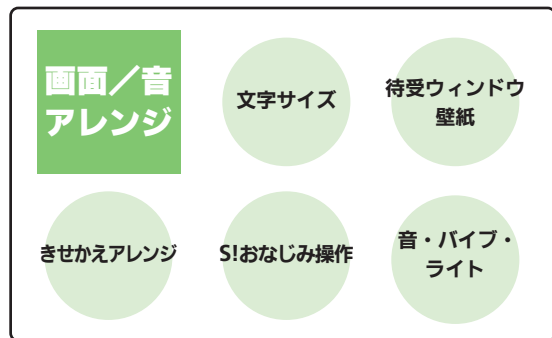 画面／音
アレンジ
文字サイズ
待受ウィンドウ
壁紙
きせかえアレンジ
S!おなじみ操作
音・バイブ・
ライト